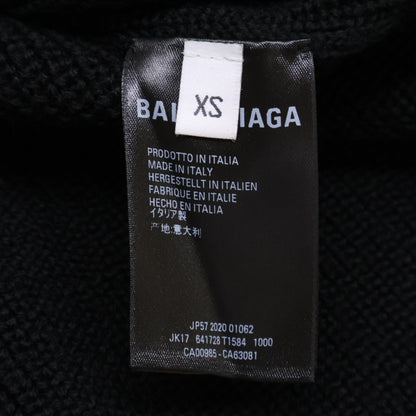 XS
BAL IAGA
PRODOTTO IN ITALIA
MADE IN ITALY
HERGESTELLT IN ITALIEN
FABRIQUE EN ITALIE
HECHO EN ITALIA
イタリア製
产地:意大利
JP57 2020 01062
JK17 641728 T1584 1000
CA00985-CA63081